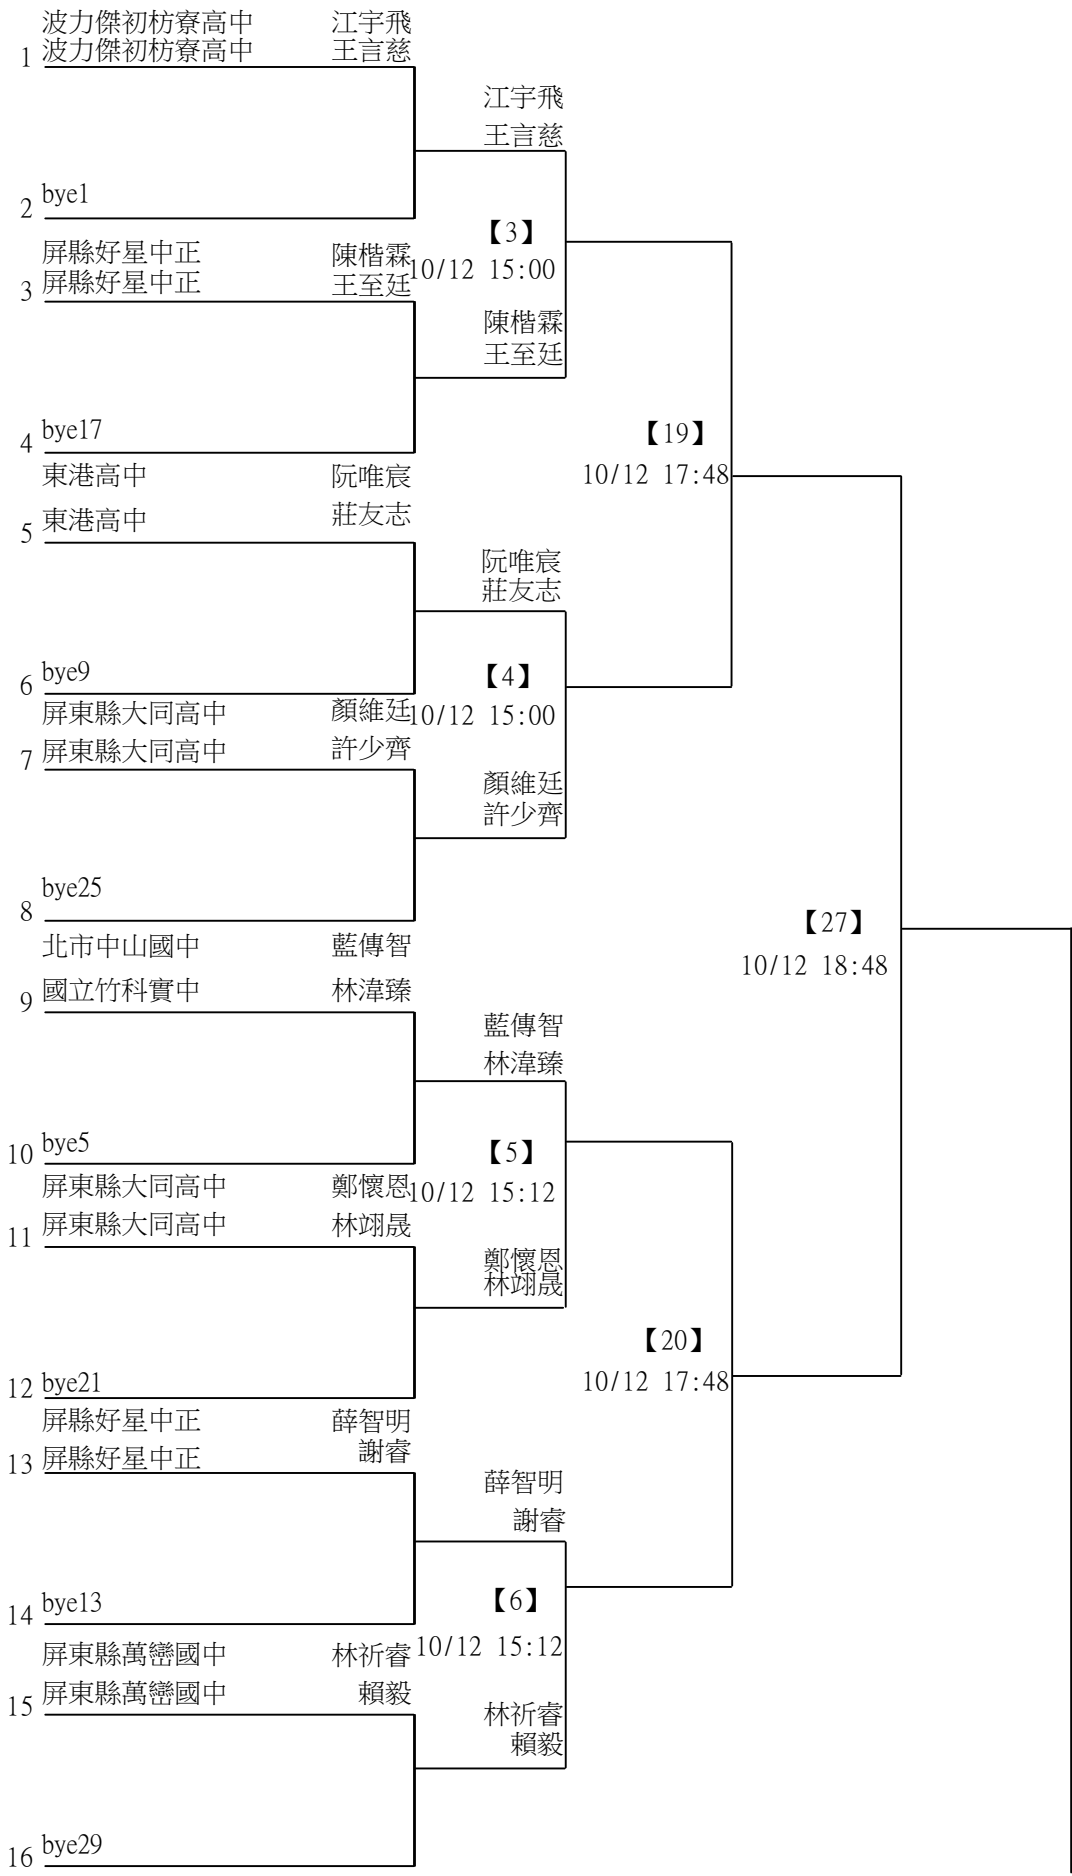 波力傑初枋寮高中 江宇飛
1 波力傑初枋寮高中 王言慈
江宇飛
王言慈
2 bye1
【3】
屏縣好星中正 陳楷霖
10/12 15:00
3 屏縣好星中正 王至廷
陳楷霖
王至廷
4 bye17
【19】
東港高中 阮唯宸
10/12 17:48
5 東港高中 莊友志
阮唯宸
莊友志
6 bye9
【4】
屏東縣大同高中 顏維廷
10/12 15:00
7 屏東縣大同高中 許少齊
顏維廷
許少齊
8 bye25
【27】
北市中山國中 藍傳智
10/12 18:48
9 國立竹科實中 林湋臻
藍傳智
林湋臻
10 bye5
【5】
屏東縣大同高中 鄭懷恩
10/12 15:12
11 屏東縣大同高中 林翊晟
鄭懷恩
林翊晟
【20】
12 bye21
10/12 17:48
屏縣好星中正 薛智明
13 屏縣好星中正 謝睿
薛智明
謝睿
14 bye13
【6】
屏東縣萬巒國中 林祈睿
10/12 15:12
15 屏東縣萬巒國中 賴毅
林祈睿
賴毅
16 bye29